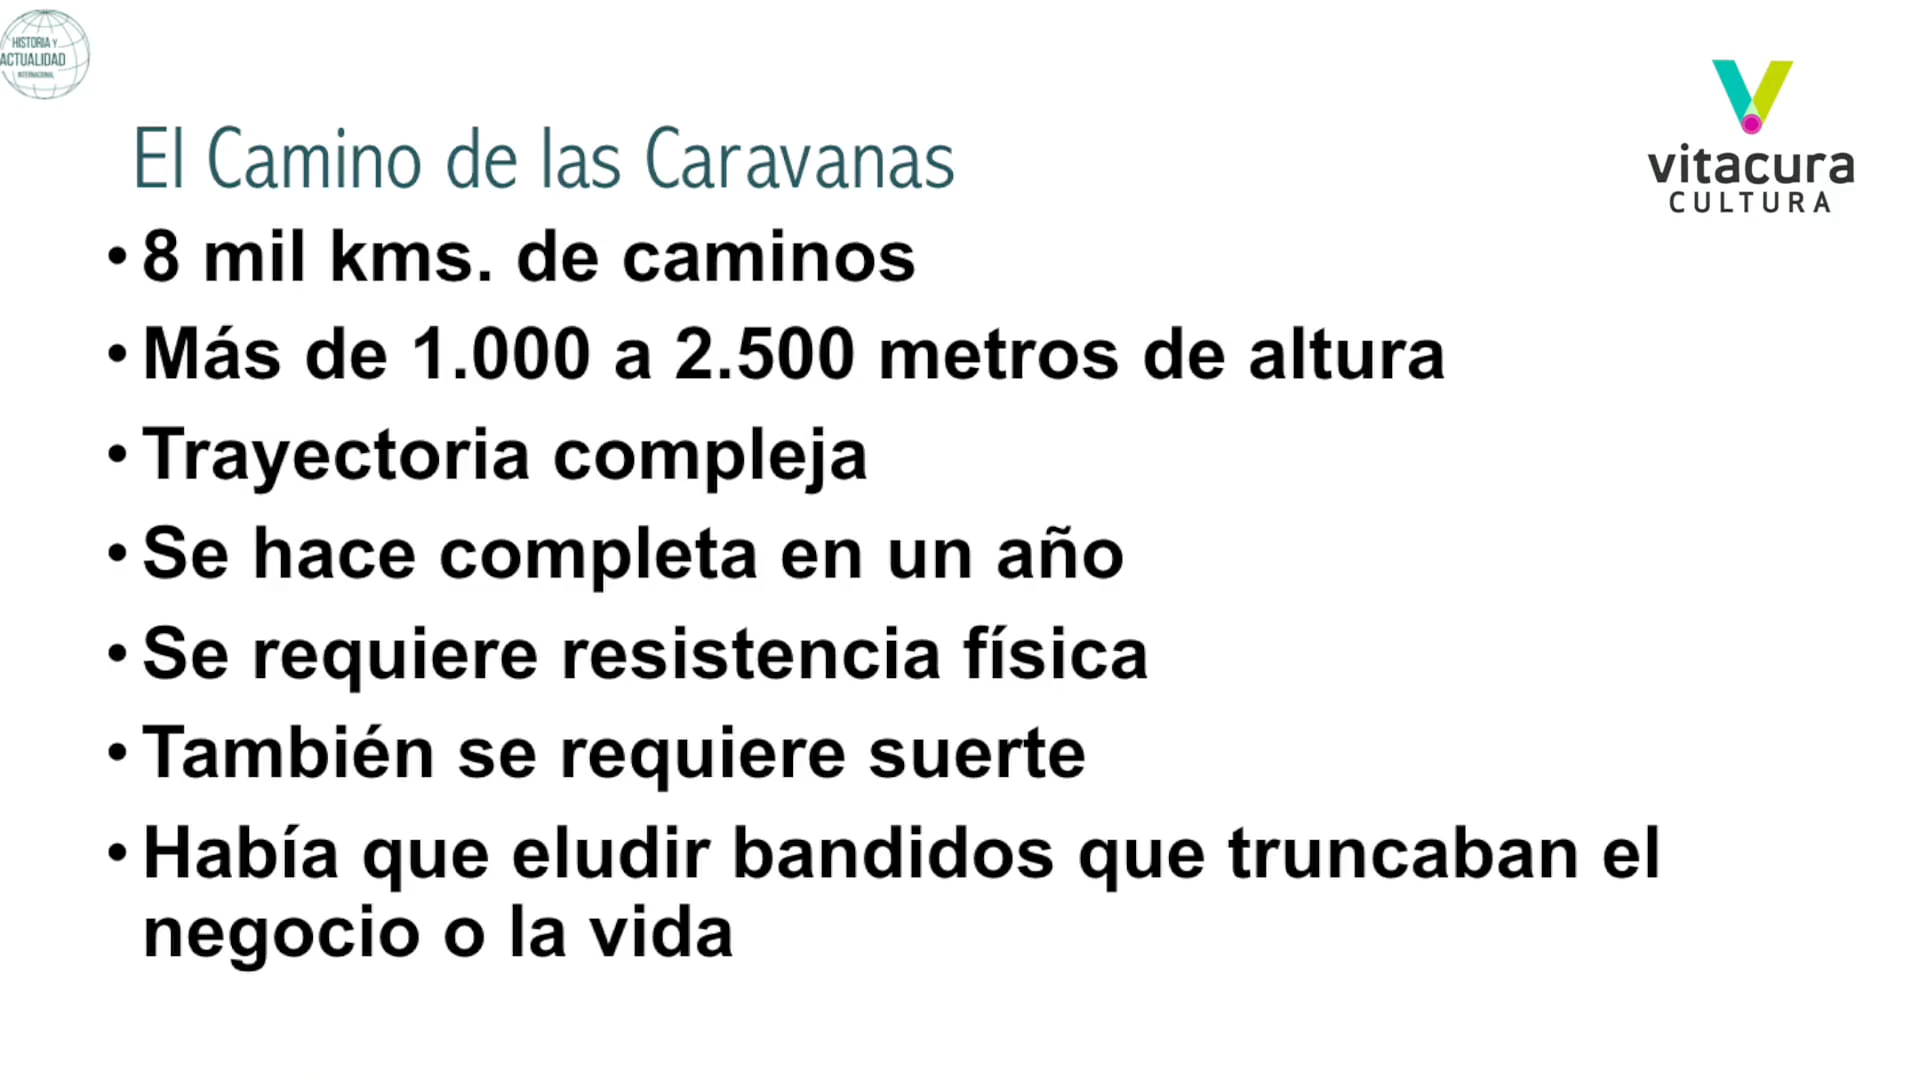 HISTORIA Y
ACTUALIDAD
INTERNACIONAL
vitacura
CULTURA
El Camino de las Caravanas
• 8 mil kms. de caminos
• Más de 1.000 a 2.500 metros de altura
• Trayectoria compleja
• Se hace completa en un año
• Se requiere resistencia física
• También se requiere suerte
• Había que eludir bandidos que truncaban el
negocio o la vida